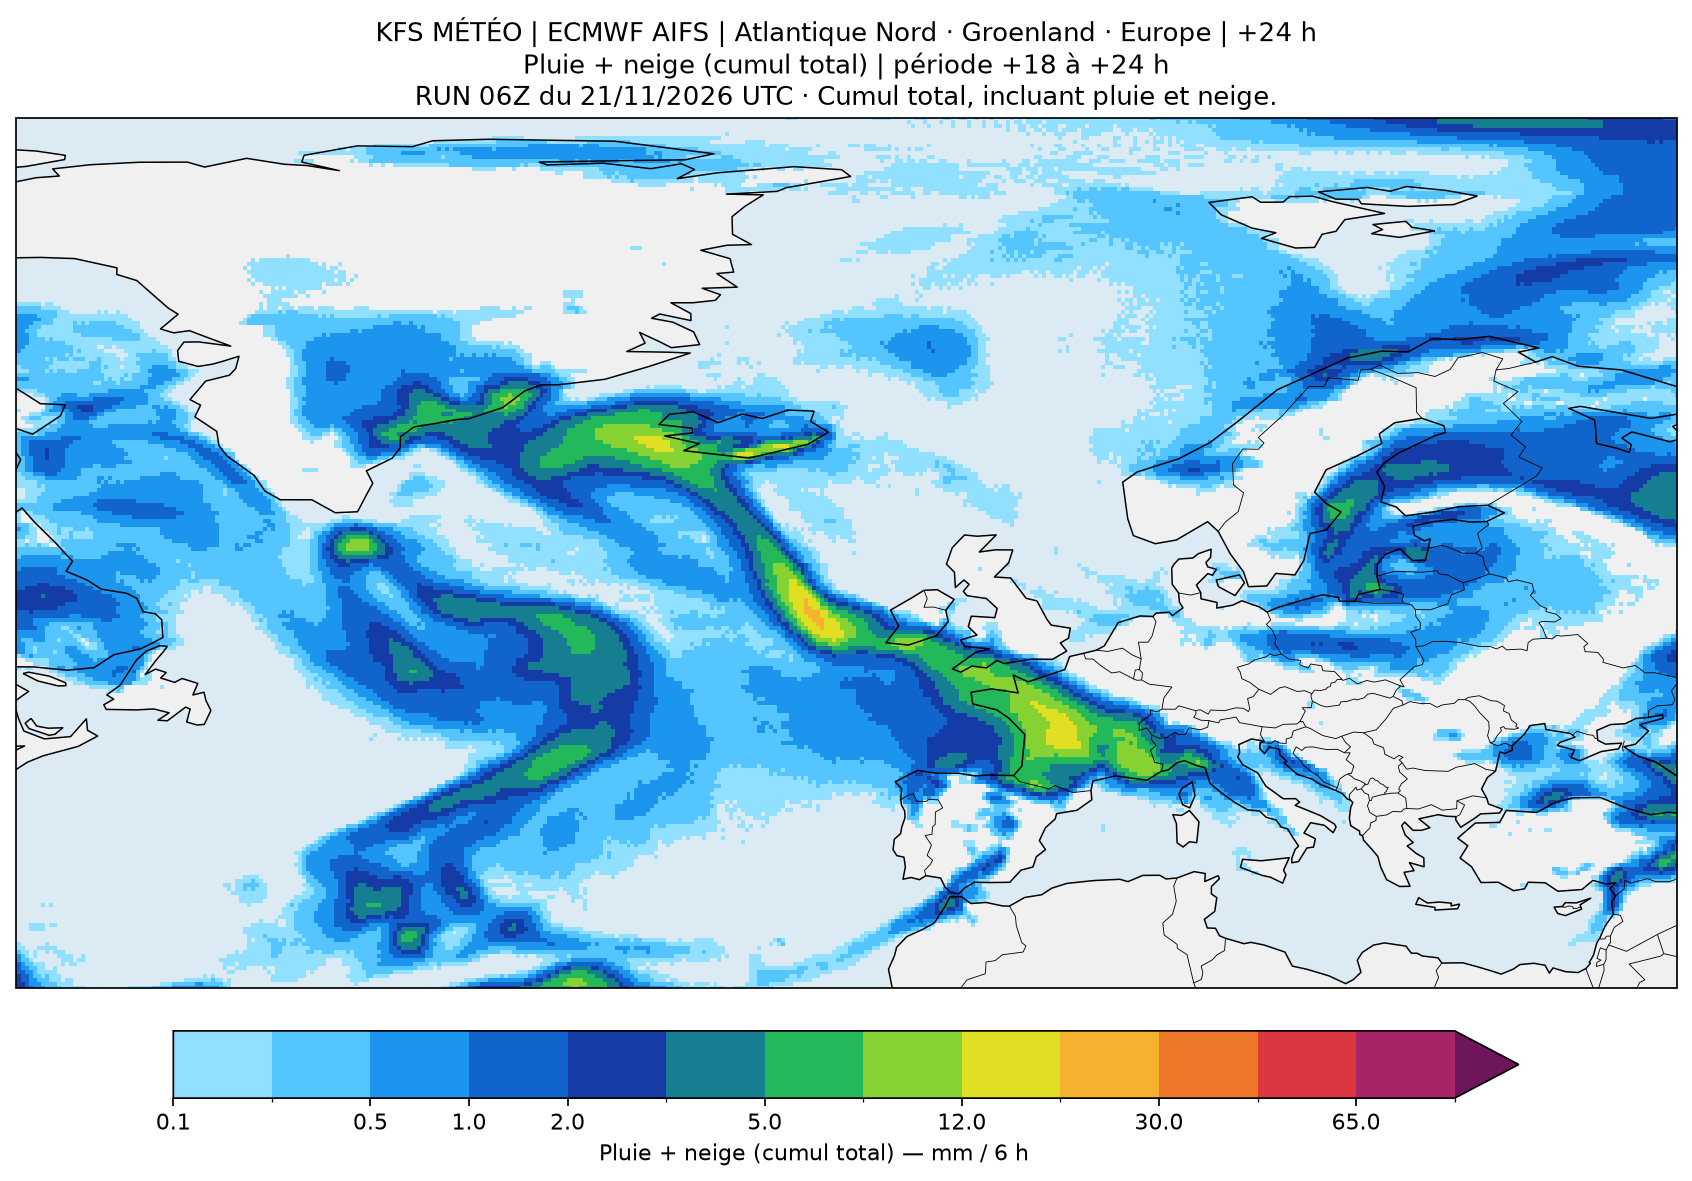 KFS MÉTÉO | ECMWF AIFS | Atlantique Nord · Groenland · Europe | +24 h
Pluie + neige (cumul total) | période +18 à +24 h
RUN 06Z du 21/11/2026 UTC · Cumul total, incluant pluie et neige.
0.1 0.5 1.0 2.0 5.0 12.0 30.0 65.0
Pluie + neige (cumul total) — mm / 6 h